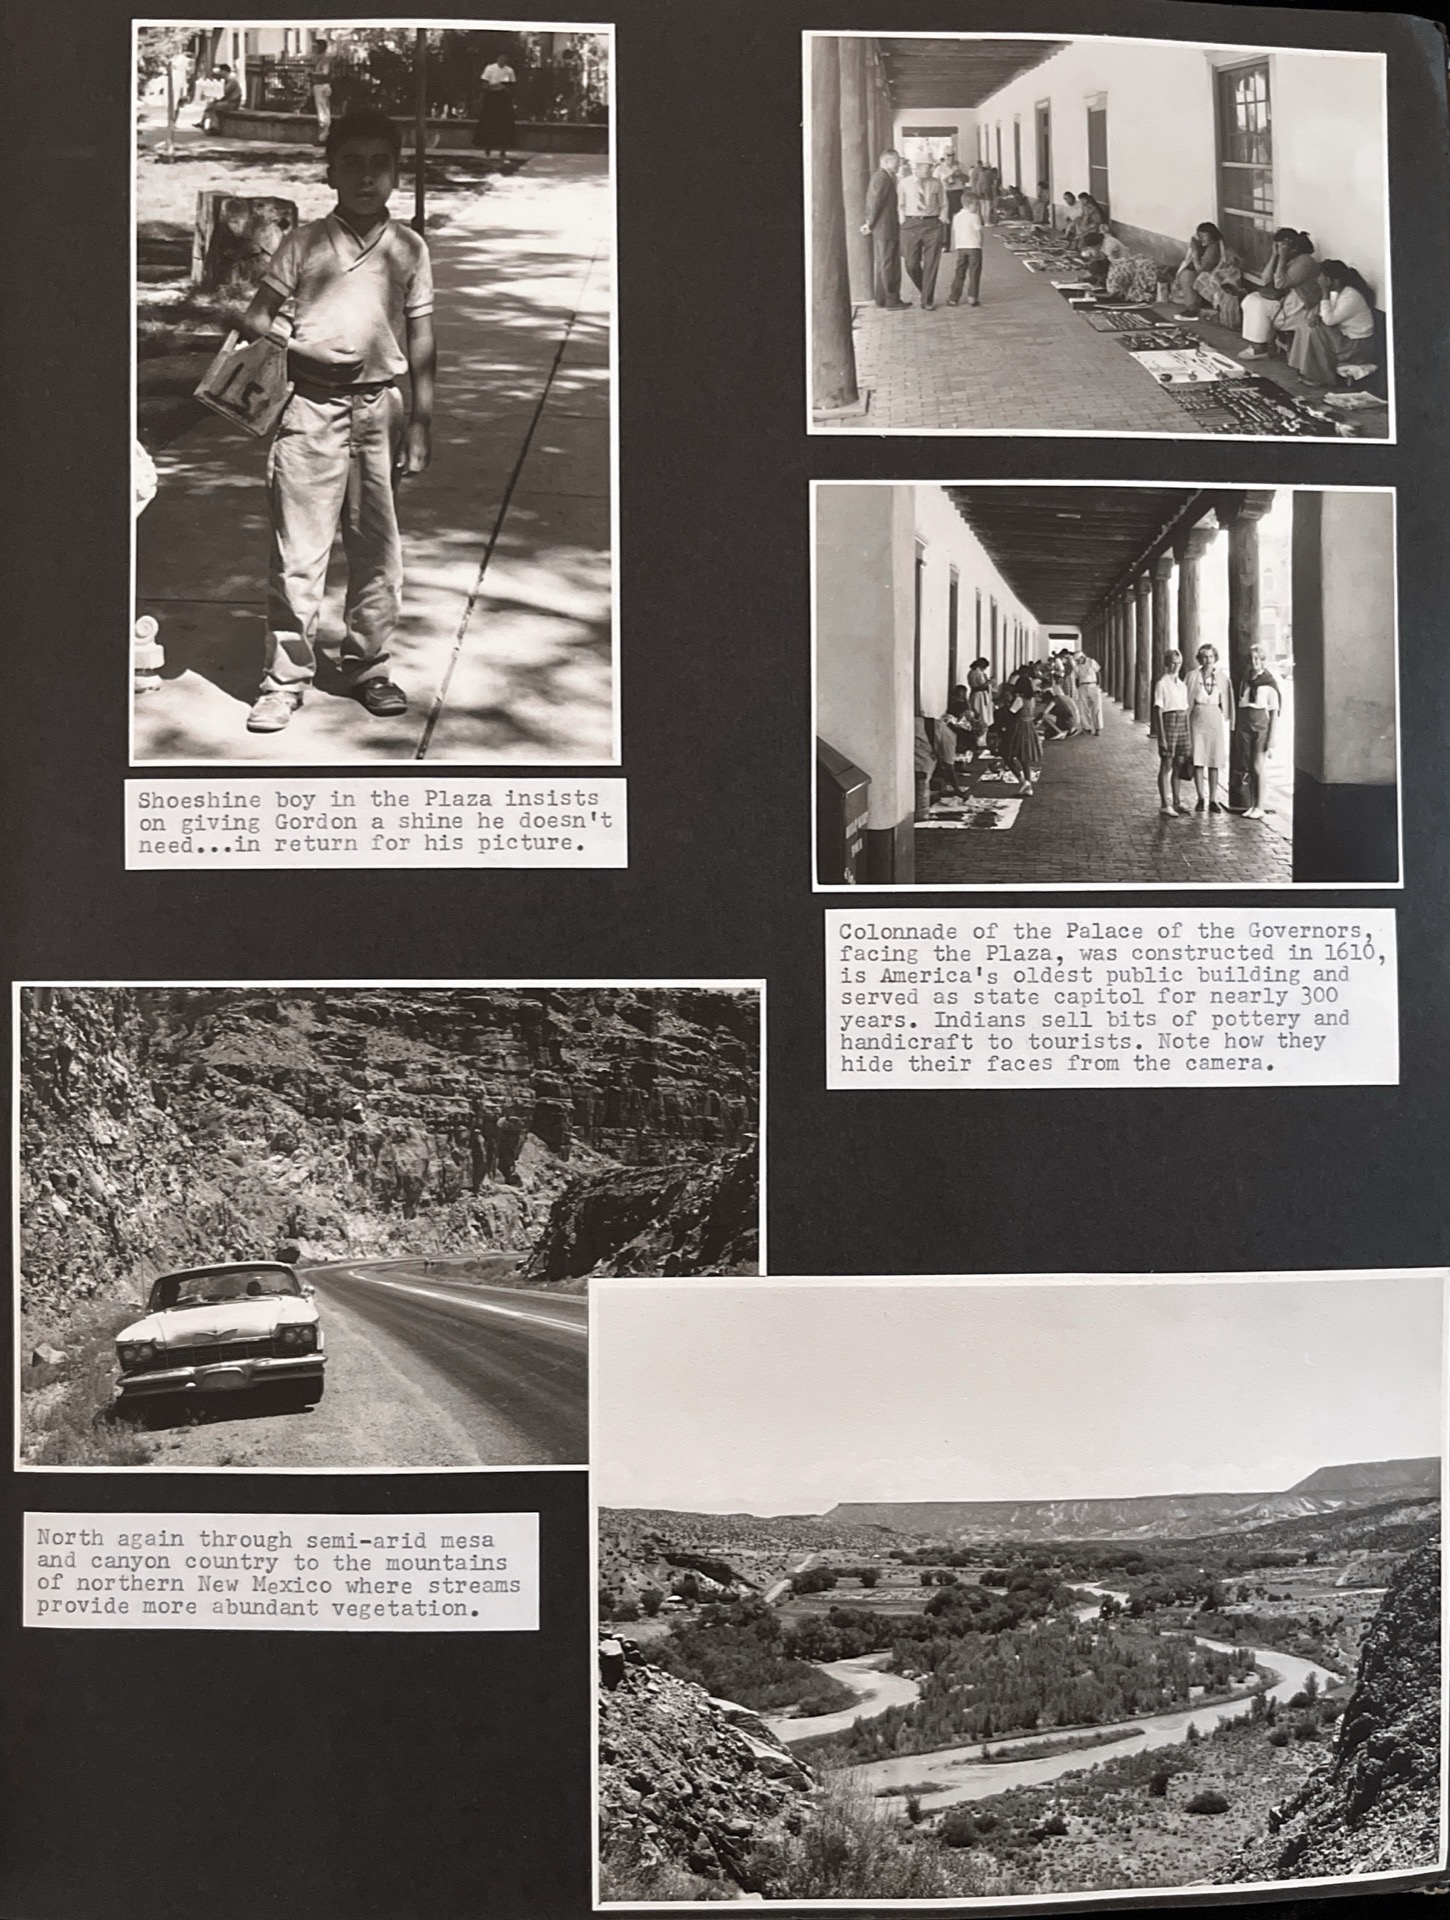 15
Shoeshine boy in the Plaza insists
on giving Gordon a shine he doesn't
need...in return for his picture.
Colonnade of the Palace of the Governors,
facing the Plaza, was constructed in 1610,
is America's oldest public building and
served as state capitol for nearly 300
years. Indians sell bits of pottery and
handicraft to tourists. Note how they
hide their faces from the camera.
North again through semi-arid mesa
and canyon country to the mountains
of northern New Mexico where streams
provide more abundant vegetation.